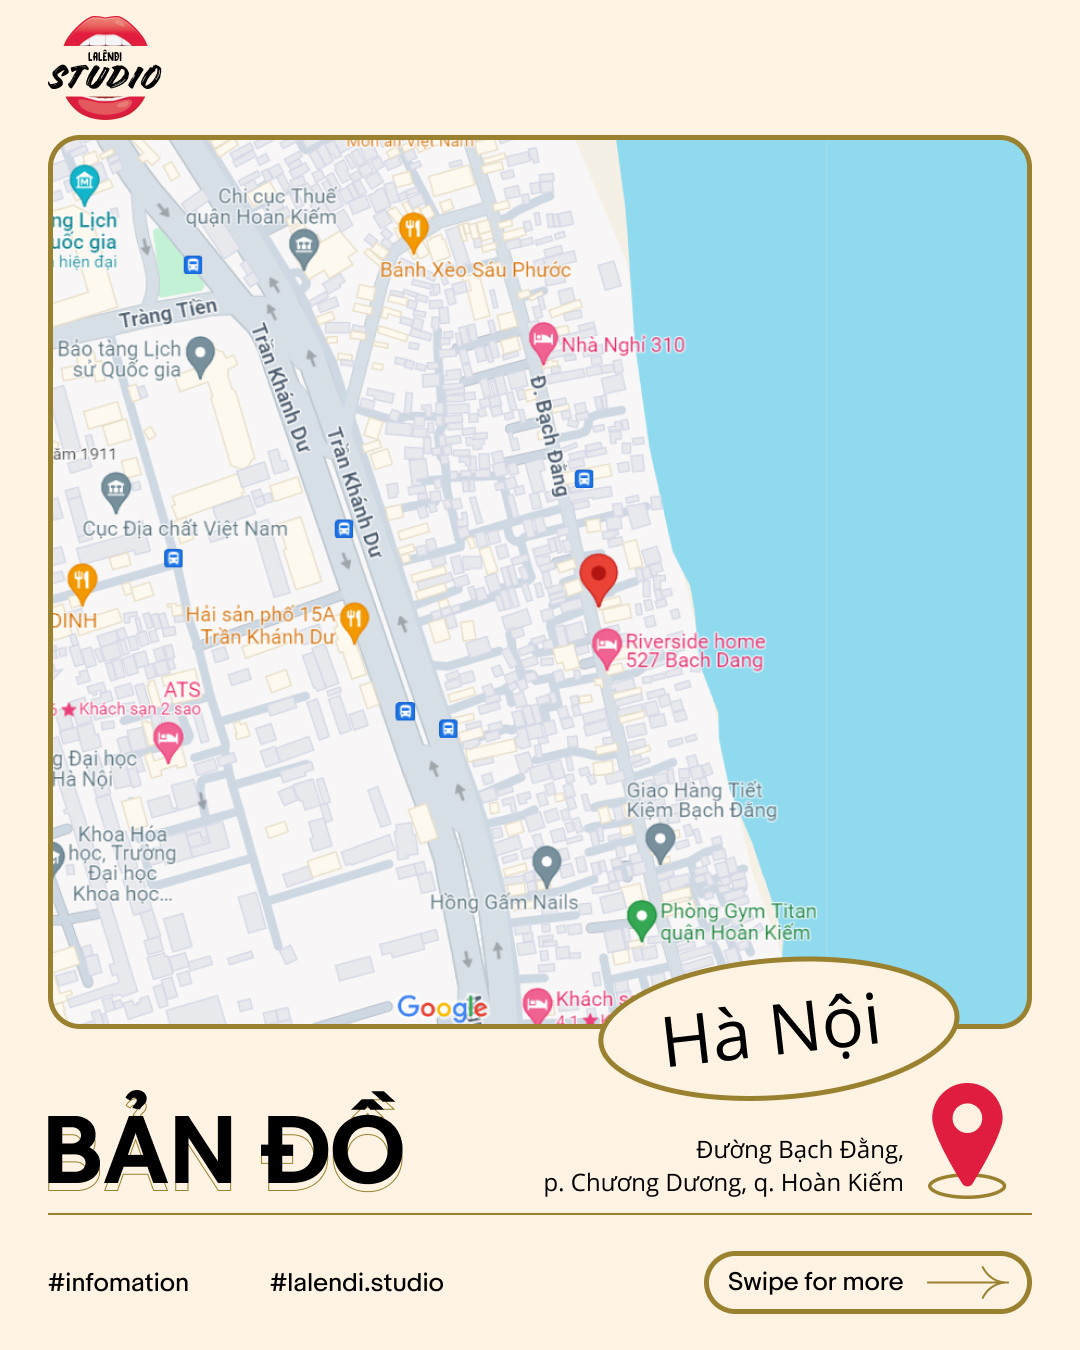 LALÊNĐI
STUDIO
Món ăn Việt Nam
Chi cục Thuế
quận Hoàn Kiếm
ng Lịch
uốc gia
hiện đại
Bánh Xèo Sáu Phước
Tràng Tiền
Trần Khánh Dư
Nhà Nghỉ 310
Bảo tàng Lịch
sử Quốc gia
Đ. Bạch Đằng
Trần Khánh Dư
ăm 1911
Cục Địa chất Việt Nam
DINH
Hải sản phố 15A
Trần Khánh Dư
Riverside home
527 Bach Dang
ATS
Khách sạn 2 sao
g Đại học
Hà Nội
Giao Hàng Tiết
Kiệm Bạch Đằng
Khoa Hóa
học, Trường
Đại học
Khoa học...
Hồng Gấm Nails
Phòng Gym Titan
quận Hoàn Kiếm
Google
Khách s
4,1
Hà Nội
BẢN ĐỒ
Đường Bạch Đằng,
p. Chương Dương, q. Hoàn Kiếm
#infomation
#lalendi.studio
Swipe for more